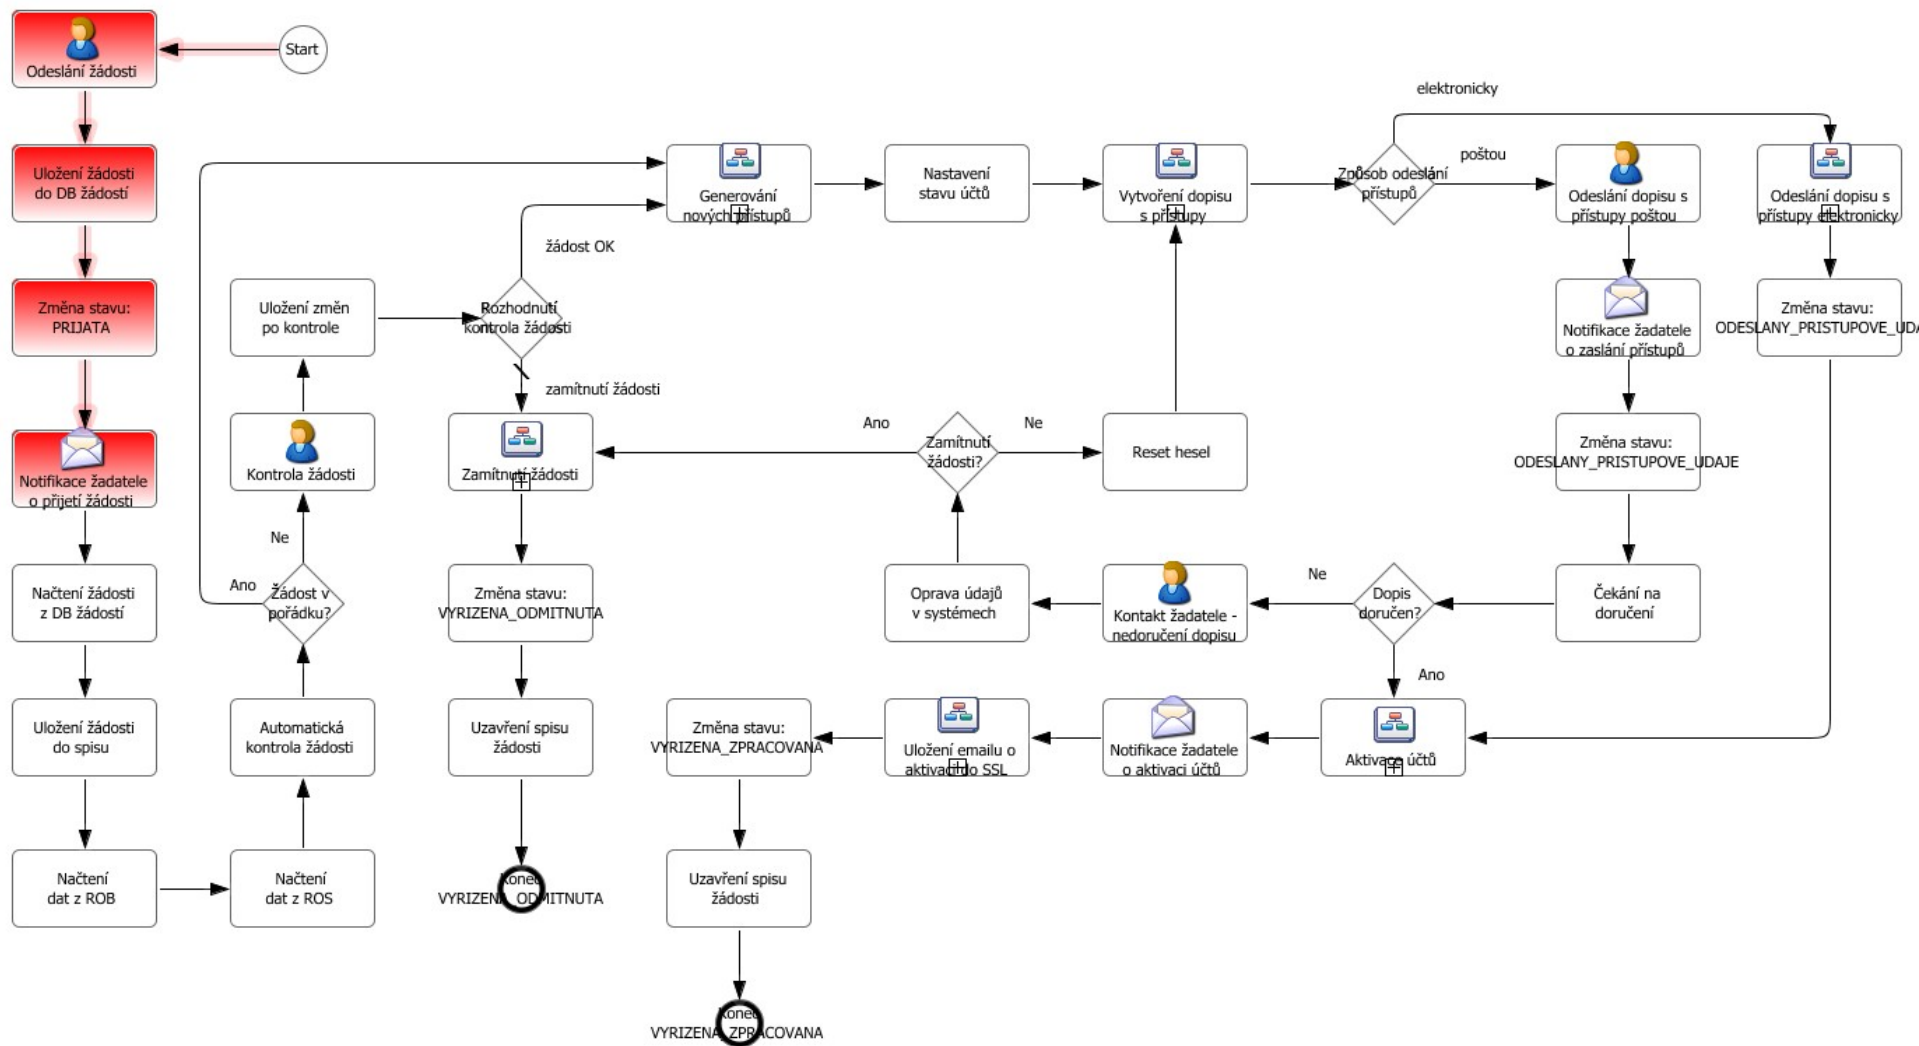 Start
Odeslání žádosti
Uložení žádosti
do DB žádostí
Změna stavu:
PRIJATA
Notifikace žadatele
o přijetí žádosti
Načtení žádosti
z DB žádostí
Uložení žádosti
do spisu
Načtení
dat z ROB
Načtení
dat z ROS
Automatická
kontrola žádosti
Žádost v
pořádku?
Ano
Ne
Kontrola žádosti
Uložení změn
po kontrole
Rozhodnutí
kontrola žádosti
žádost OK
zamítnutí žádosti
Zamítnutí žádosti
Změna stavu:
VYRIZENA_ODMITNUTA
Uzavření spisu
žádosti
Konec
VYRIZENA_ODMITNUTA
Generování
nových přístupů
Nastavení
stavu účtů
Vytvoření dopisu
s přístupy
Způsob odeslání
přístupů
elektronicky
poštou
Odeslání dopisu s
přístupy poštou
Odeslání dopisu s
přístupy elektronicky
Notifikace žadatele
o zaslání přístupů
Změna stavu:
ODESLANY_PRISTUPOVE_UDA
Změna stavu:
ODESLANY_PRISTUPOVE_UDAJE
Čekání na
doručení
Dopis
doručen?
Ne
Ano
Kontakt žadatele -
nedoručení dopisu
Oprava údajů
v systémech
Zamítnutí
žádosti?
Ano
Ne
Reset hesel
Aktivace účtů
Notifikace žadatele
o aktivaci účtů
Uložení emailu o
aktivaci do SSL
Změna stavu:
VYRIZENA_ZPRACOVANA
Uzavření spisu
žádosti
Konec
VYRIZENA_ZPRACOVANA